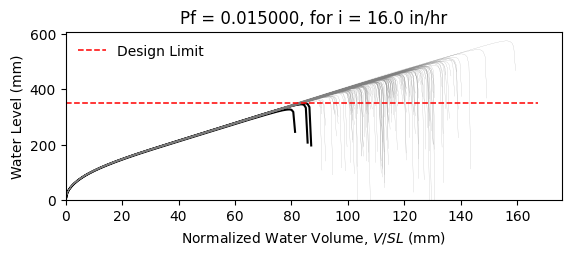 Pf = 0.015000, for i = 16.0 in/hr
Design Limit
Water Level (mm)
600
400
200
0
0 20 40 60 80 100 120 140 160
Normalized Water Volume, V/SL (mm)